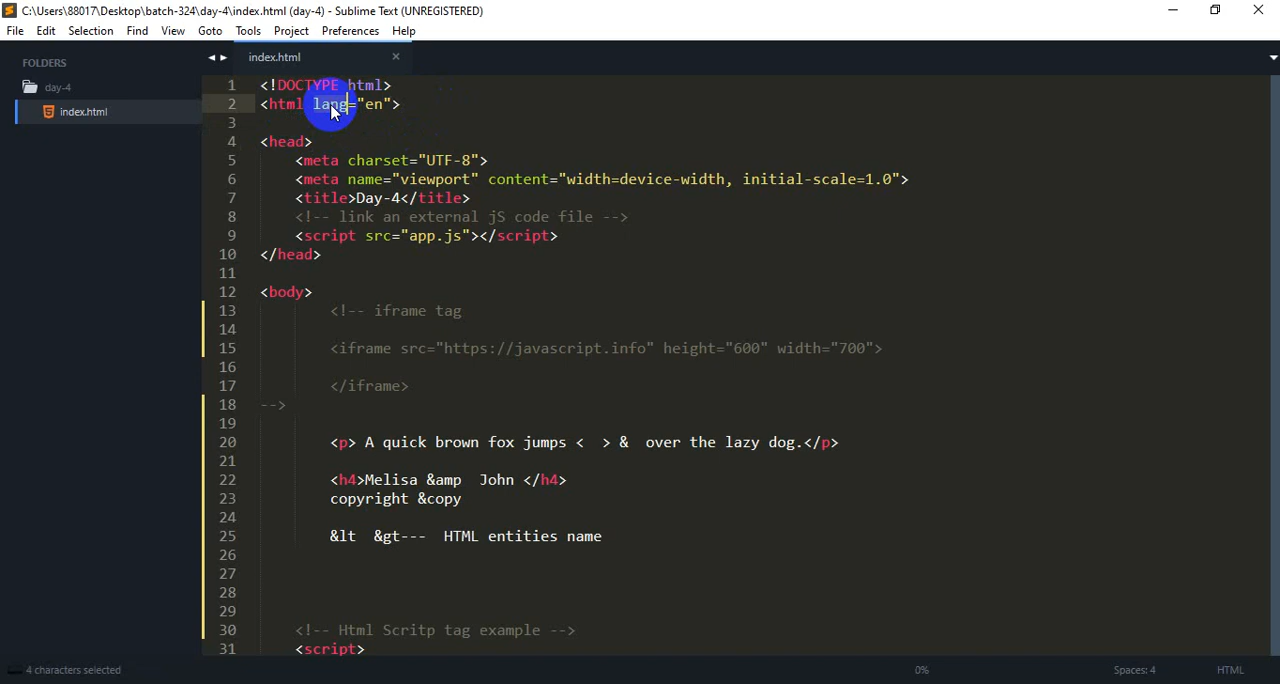 C:\Users\88017\Desktop\batch-324\day-4\index.html (day-4) - Sublime Text (UNREGISTERED)
File Edit Selection Find View Goto Tools Project Preferences Help
FOLDERS
day-4
index.html
index.html
1 <!DOCTYPE html>
2 <html lang="en">
3
4 <head>
5 <meta charset="UTF-8">
6 <meta name="viewport" content="width=device-width, initial-scale=1.0">
7 <title>Day-4</title>
8 <!-- link an external jS code file -->
9 <script src="app.js"></script>
10 </head>
11
12 <body>
13 <!-- iframe tag
14
15 <iframe src="https://javascript.info" height="600" width="700">
16
17 </iframe>
18 -->
19
20 <p> A quick brown fox jumps <  > &  over the lazy dog.</p>
21
22 <h4>Melisa &amp  John </h4>
23 copyright &copy
24
25 &lt  &gt---  HTML entities name
26
27
28
29
30 <!-- Html Scritp tag example -->
31 <script>
4 characters selected
0%
Spaces: 4
HTML